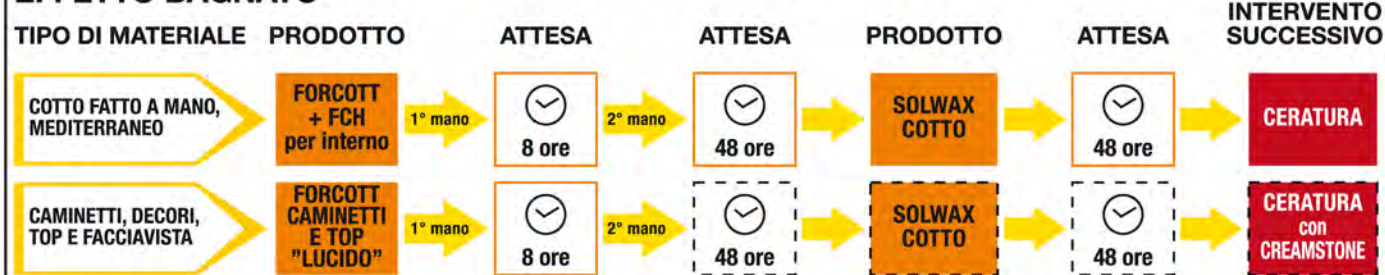 EFFETTO BAGNATO
TIPO DI MATERIALE PRODOTTO ATTESA ATTESA PRODOTTO ATTESA INTERVENTO SUCCESSIVO
COTTO FATTO A MANO,
MEDITERRANEO
FORCOTT
+ FCH
per interno
1° mano
8 ore
2° mano
48 ore
SOLWAX
COTTO
48 ore
CERATURA
CAMINETTI, DECORI,
TOP E FACCIAVISTA
FORCOTT
CAMINETTI
E TOP
"LUCIDO"
1° mano
8 ore
2° mano
48 ore
SOLWAX
COTTO
48 ore
CERATURA
con
CREAMSTONE